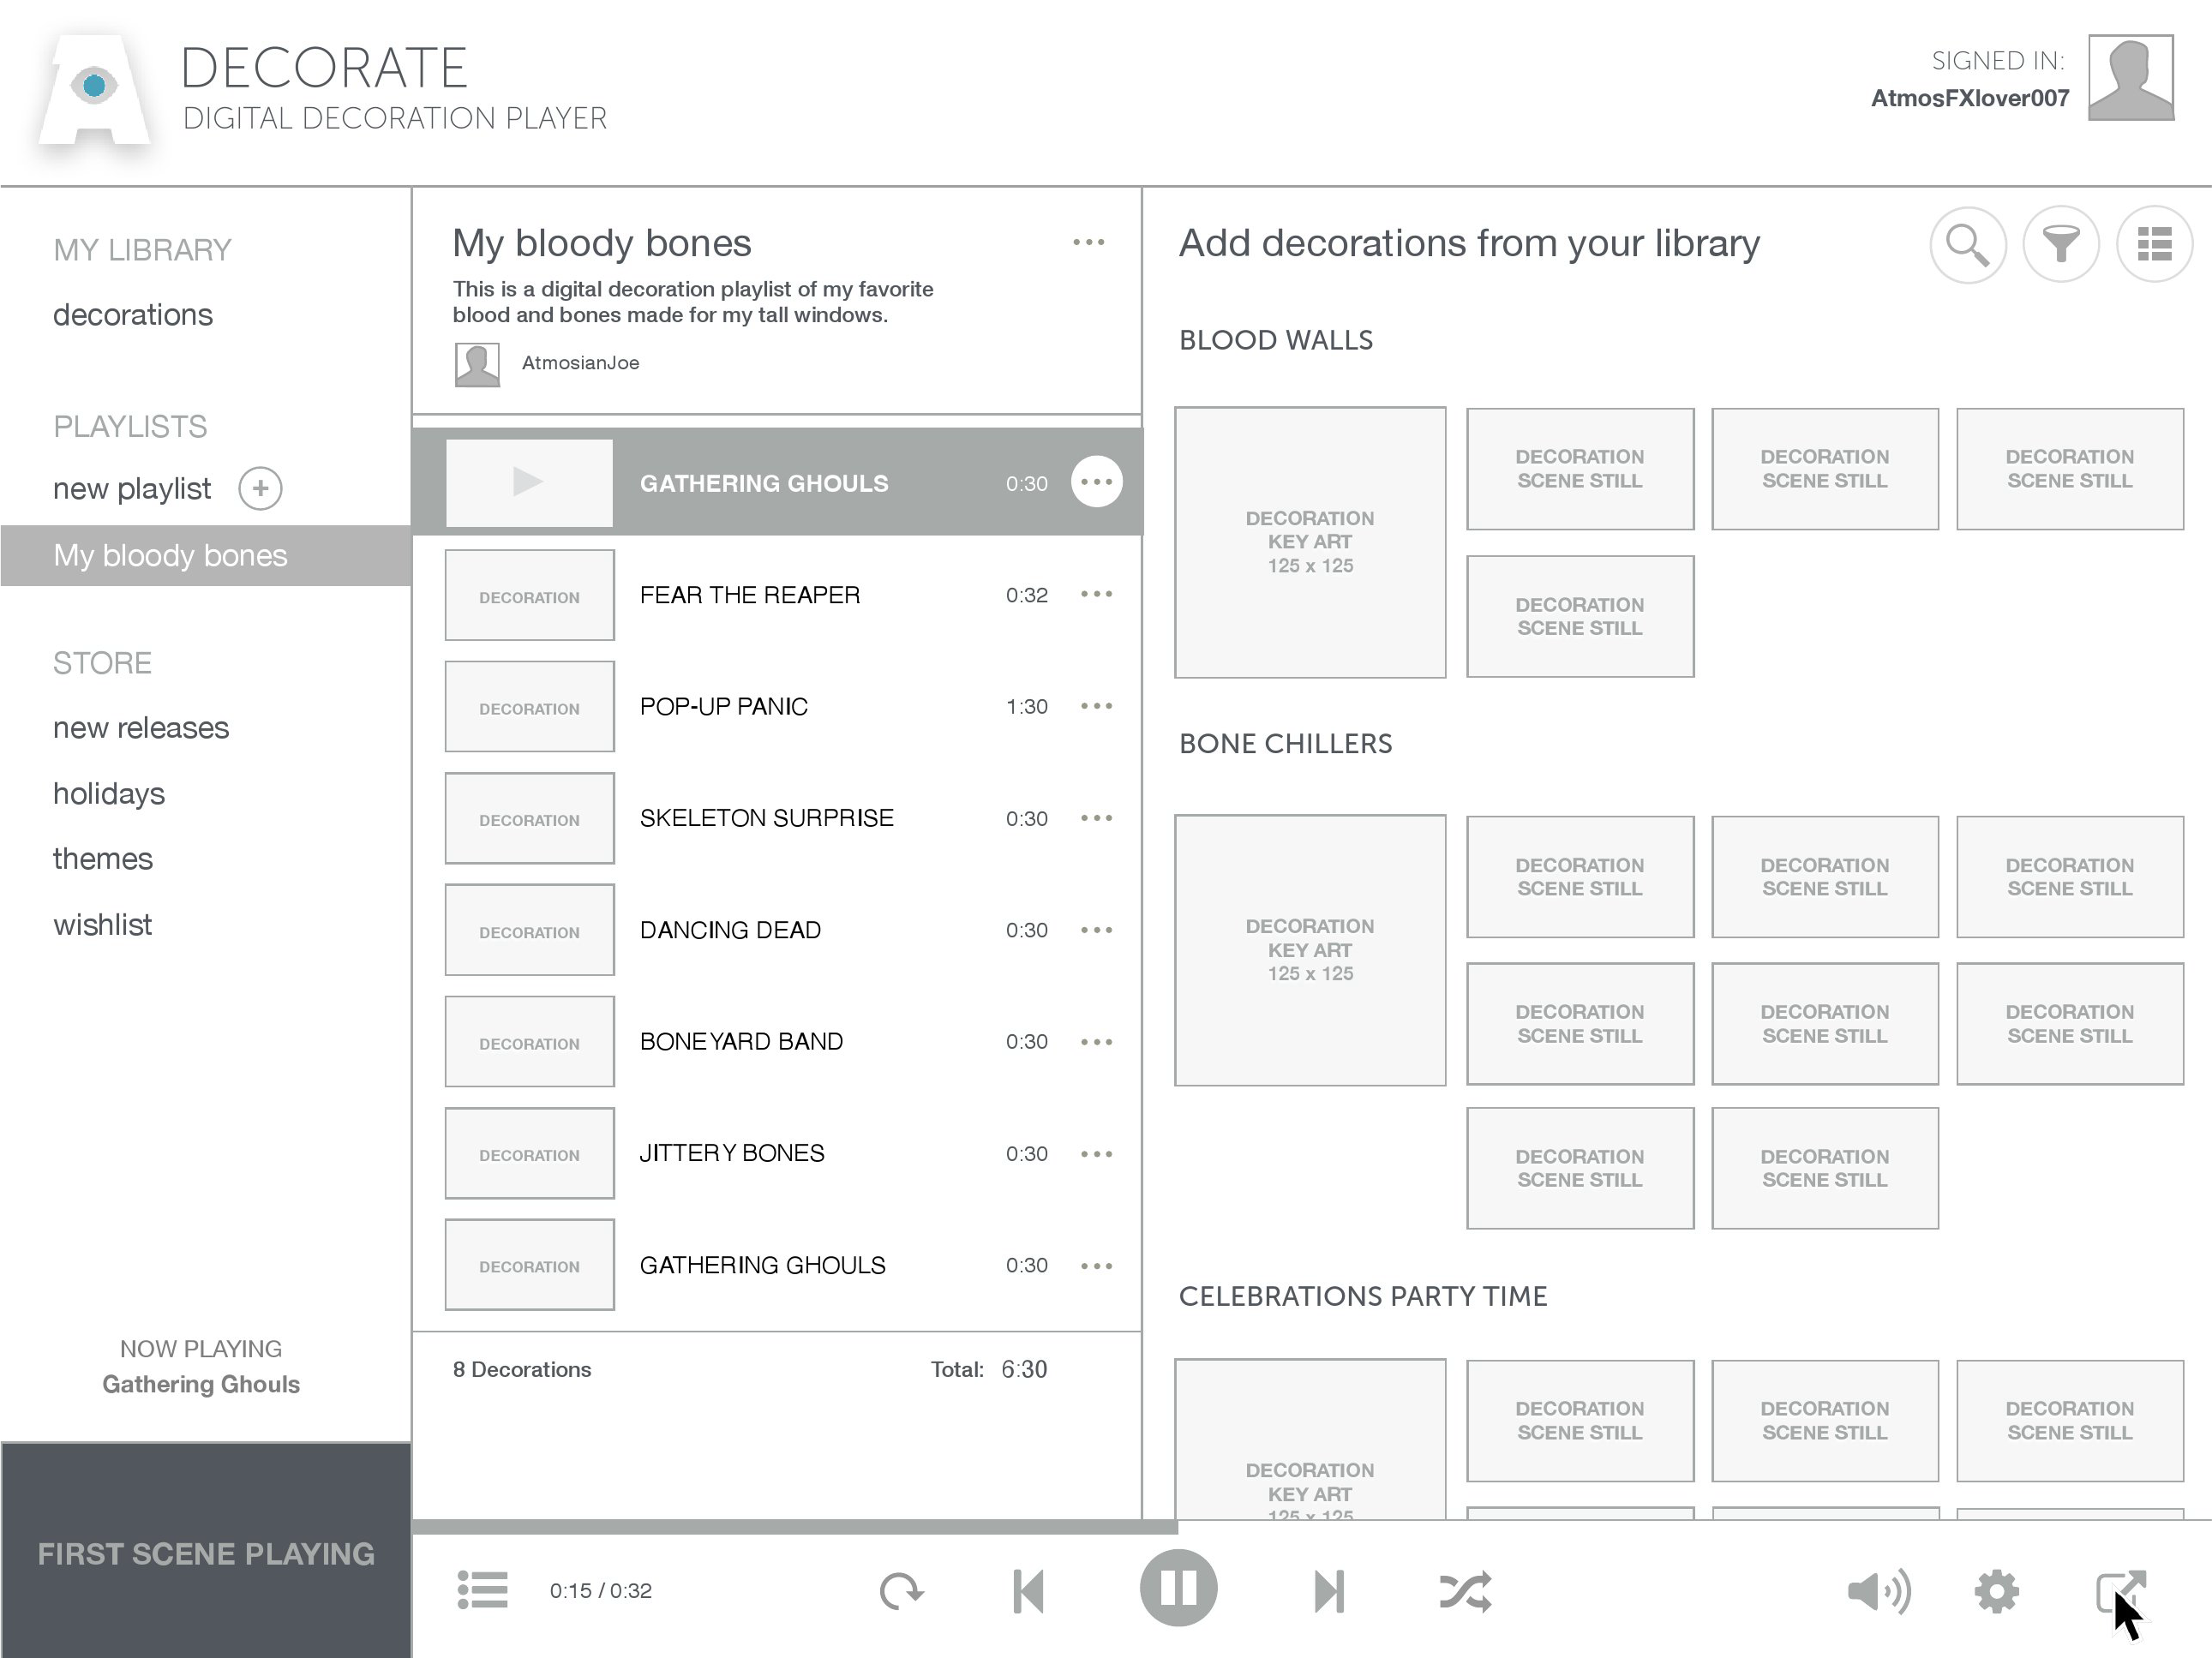 DECORATE
DIGITAL DECORATION PLAYER
SIGNED IN:
AtmosFXlover007
MY LIBRARY
decorations
PLAYLISTS
new playlist
My bloody bones
STORE
new releases
holidays
themes
wishlist
NOW PLAYING
Gathering Ghouls
FIRST SCENE PLAYING
My bloody bones
This is a digital decoration playlist of my favorite
blood and bones made for my tall windows.
AtmosianJoe
GATHERING GHOULS 0:30
DECORATION FEAR THE REAPER 0:32
DECORATION POP-UP PANIC 1:30
DECORATION SKELETON SURPRISE 0:30
DECORATION DANCING DEAD 0:30
DECORATION BONEYARD BAND 0:30
DECORATION JITTERY BONES 0:30
DECORATION GATHERING GHOULS 0:30
8 Decorations Total: 6:30
Add decorations from your library
BLOOD WALLS
DECORATION
KEY ART
125 x 125
DECORATION
SCENE STILL
DECORATION
SCENE STILL
DECORATION
SCENE STILL
DECORATION
SCENE STILL
BONE CHILLERS
DECORATION
KEY ART
125 x 125
DECORATION
SCENE STILL
DECORATION
SCENE STILL
DECORATION
SCENE STILL
DECORATION
SCENE STILL
DECORATION
SCENE STILL
DECORATION
SCENE STILL
DECORATION
SCENE STILL
DECORATION
SCENE STILL
CELEBRATIONS PARTY TIME
DECORATION
KEY ART
125 x 125
DECORATION
SCENE STILL
DECORATION
SCENE STILL
DECORATION
SCENE STILL
0:15 / 0:32